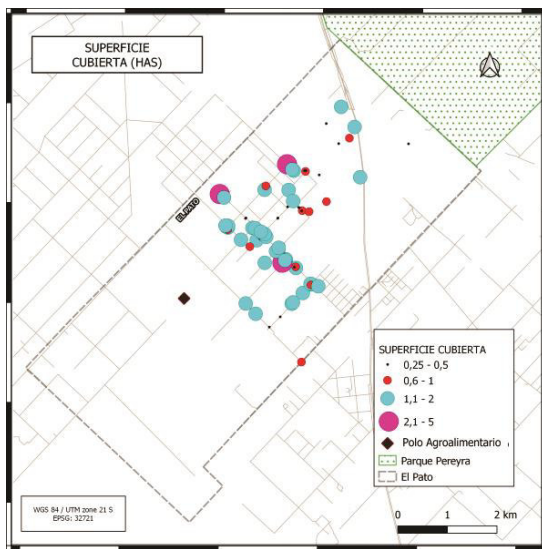 SUPERFICIE
CUBIERTA (HAS)
EL PATO
SUPERFICIE CUBIERTA
0,25 - 0,5
0,6 - 1
1,1 - 2
2,1 - 5
Polo Agroalimentario
Parque Pereyra
El Pato
WGS 84 / UTM zone 21 S
EPSG: 32721
0 1 2 km